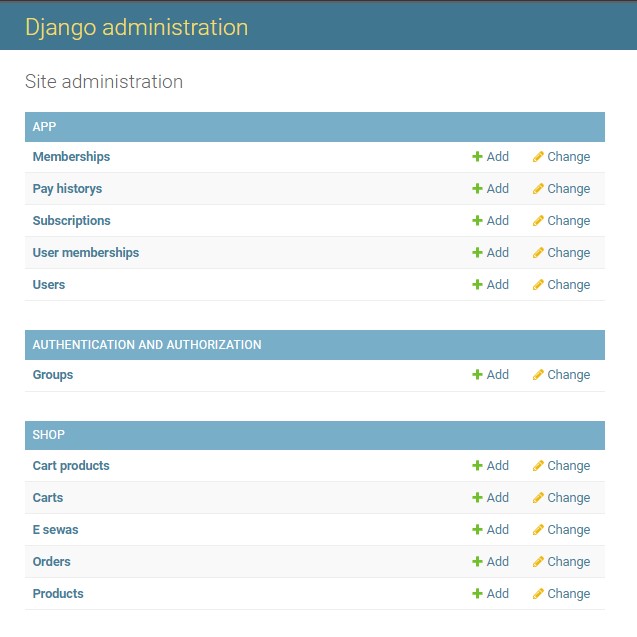 Django administration
Site administration
APP
Memberships Add Change
Pay historys Add Change
Subscriptions Add Change
User memberships Add Change
Users Add Change
AUTHENTICATION AND AUTHORIZATION
Groups Add Change
SHOP
Cart products Add Change
Carts Add Change
E sewas Add Change
Orders Add Change
Products Add Change